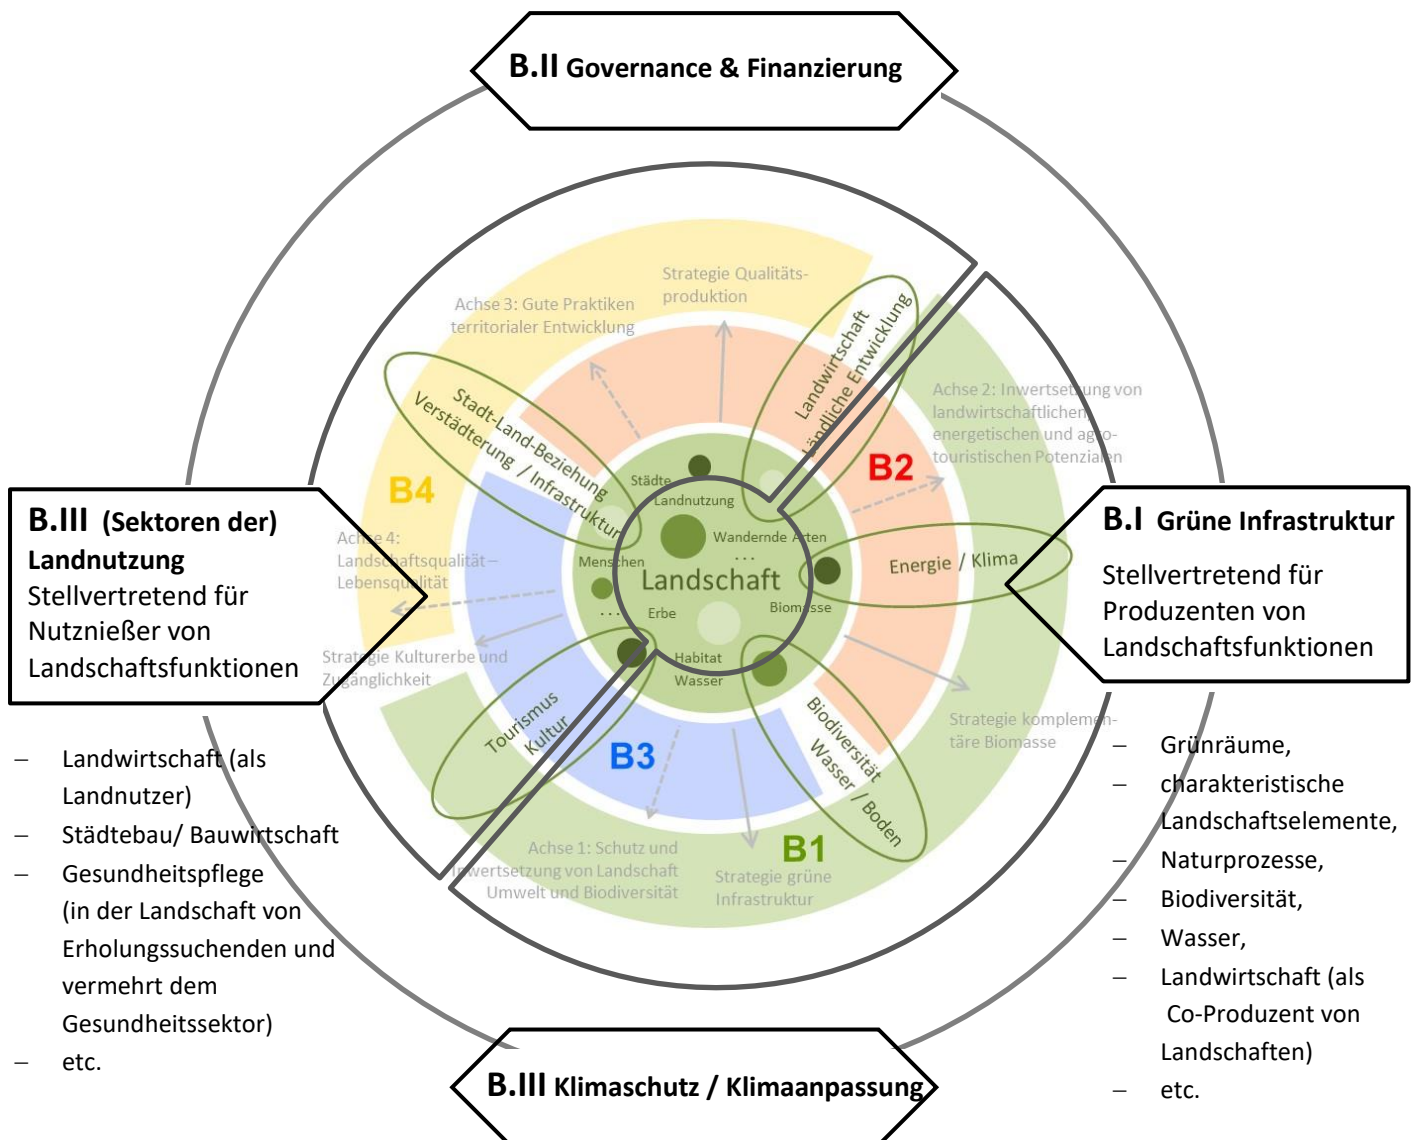 B.II Governance & Finanzierung
Strategie Qualitäts-
produktion
Achse 3: Gute Praktiken
territorialer Entwicklung
Landwirtschaft
ländliche Entwicklung
Stadt-Land-Beziehung
Verstädterung / Infrastruktur
Achse 2: Inwertsetzung von
landwirtschaftlichen,
energetischen und agro-
touristischen Potenzialen
B2
B4
Städte
Landnutzung
Wandernde Arten
...
Menschen
Landschaft
...
Erbe
Biomasse
Habitat
Wasser
Energie / Klima
Achse 4:
Landschaftsqualität –
Lebensqualität
Strategie Kulturerbe und
Zugänglichkeit
Tourismus
Kultur
Biodiversität
Wasser / Boden
Strategie komplemen-
täre Biomasse
B3
B1
Achse 1: Schutz und
Inwertsetzung von Landschaft
Umwelt und Biodiversität
Strategie grüne
Infrastruktur
B.III (Sektoren der)
Landnutzung
Stellvertretend für
Nutznießer von
Landschaftsfunktionen
– Landwirtschaft (als
Landnutzer)
– Städtebau/ Bauwirtschaft
– Gesundheitspflege
(in der Landschaft von
Erholungssuchenden und
vermehrt dem
Gesundheitssektor)
– etc.
B.I Grüne Infrastruktur
Stellvertretend für
Produzenten von
Landschaftsfunktionen
– Grünräume,
– charakteristische
Landschaftselemente,
– Naturprozesse,
– Biodiversität,
– Wasser,
– Landwirtschaft (als
Co-Produzent von
Landschaften)
– etc.
B.III Klimaschutz / Klimaanpassung